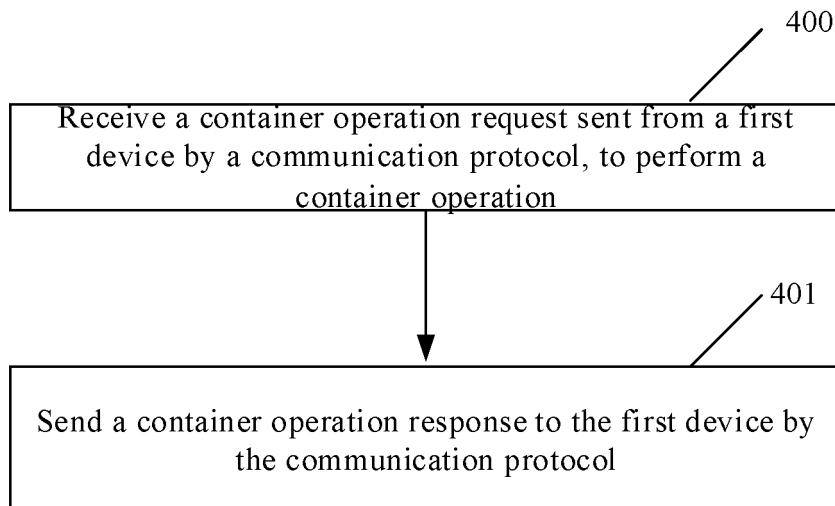 400
Receive a container operation request sent from a first
device by a communication protocol, to perform a
container operation
401
Send a container operation response to the first device by
the communication protocol